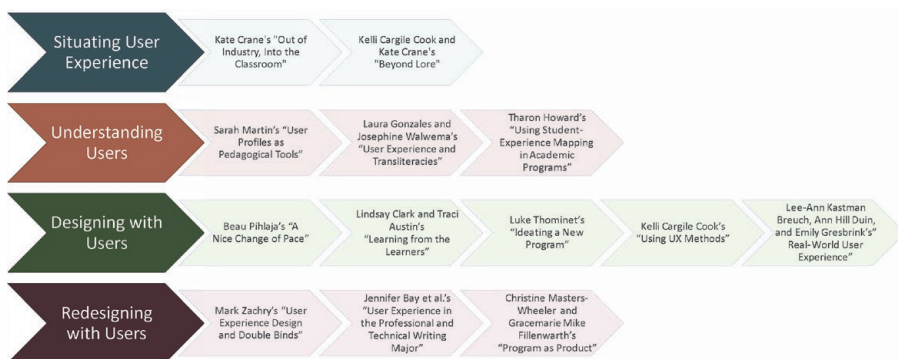 Situating User
Experience
Kate Crane's "Out of
Industry, Into the
Classroom"
Kelli Cargile Cook and
Kate Crane's
"Beyond Lore"
Understanding
Users
Sarah Martin's “User
Profiles as
Pedagogical Tools”
Laura Gonzales and
Josephine Walwema’s
“User Experience and
Transliteracies”
Tharon Howard’s
“Using Student-
Experience Mapping
in Academic
Programs”
Designing with
Users
Beau Pihlaja’s “A
Nice Change of Pace”
Lindsay Clark and Traci
Austin’s
“Learning from the
Learners”
Luke Thominet’s
“Ideating a New
Program”
Kelli Cargile Cook’s
“Using UX Methods”
Lee-Ann Kastman
Breuch, Ann Hill Duin,
and Emily Gresbrink’s”
Real-World User
Experience”
Redesigning
with Users
Mark Zachry’s “User
Experience Design
and Double Binds”
Jennifer Bay et al.’s
“User Experience in
the Professional and
Technical Writing
Major”
Christine Masters-
Wheeler and
Gracemarie Mike
Fillenwarth’s
“Program as Product”